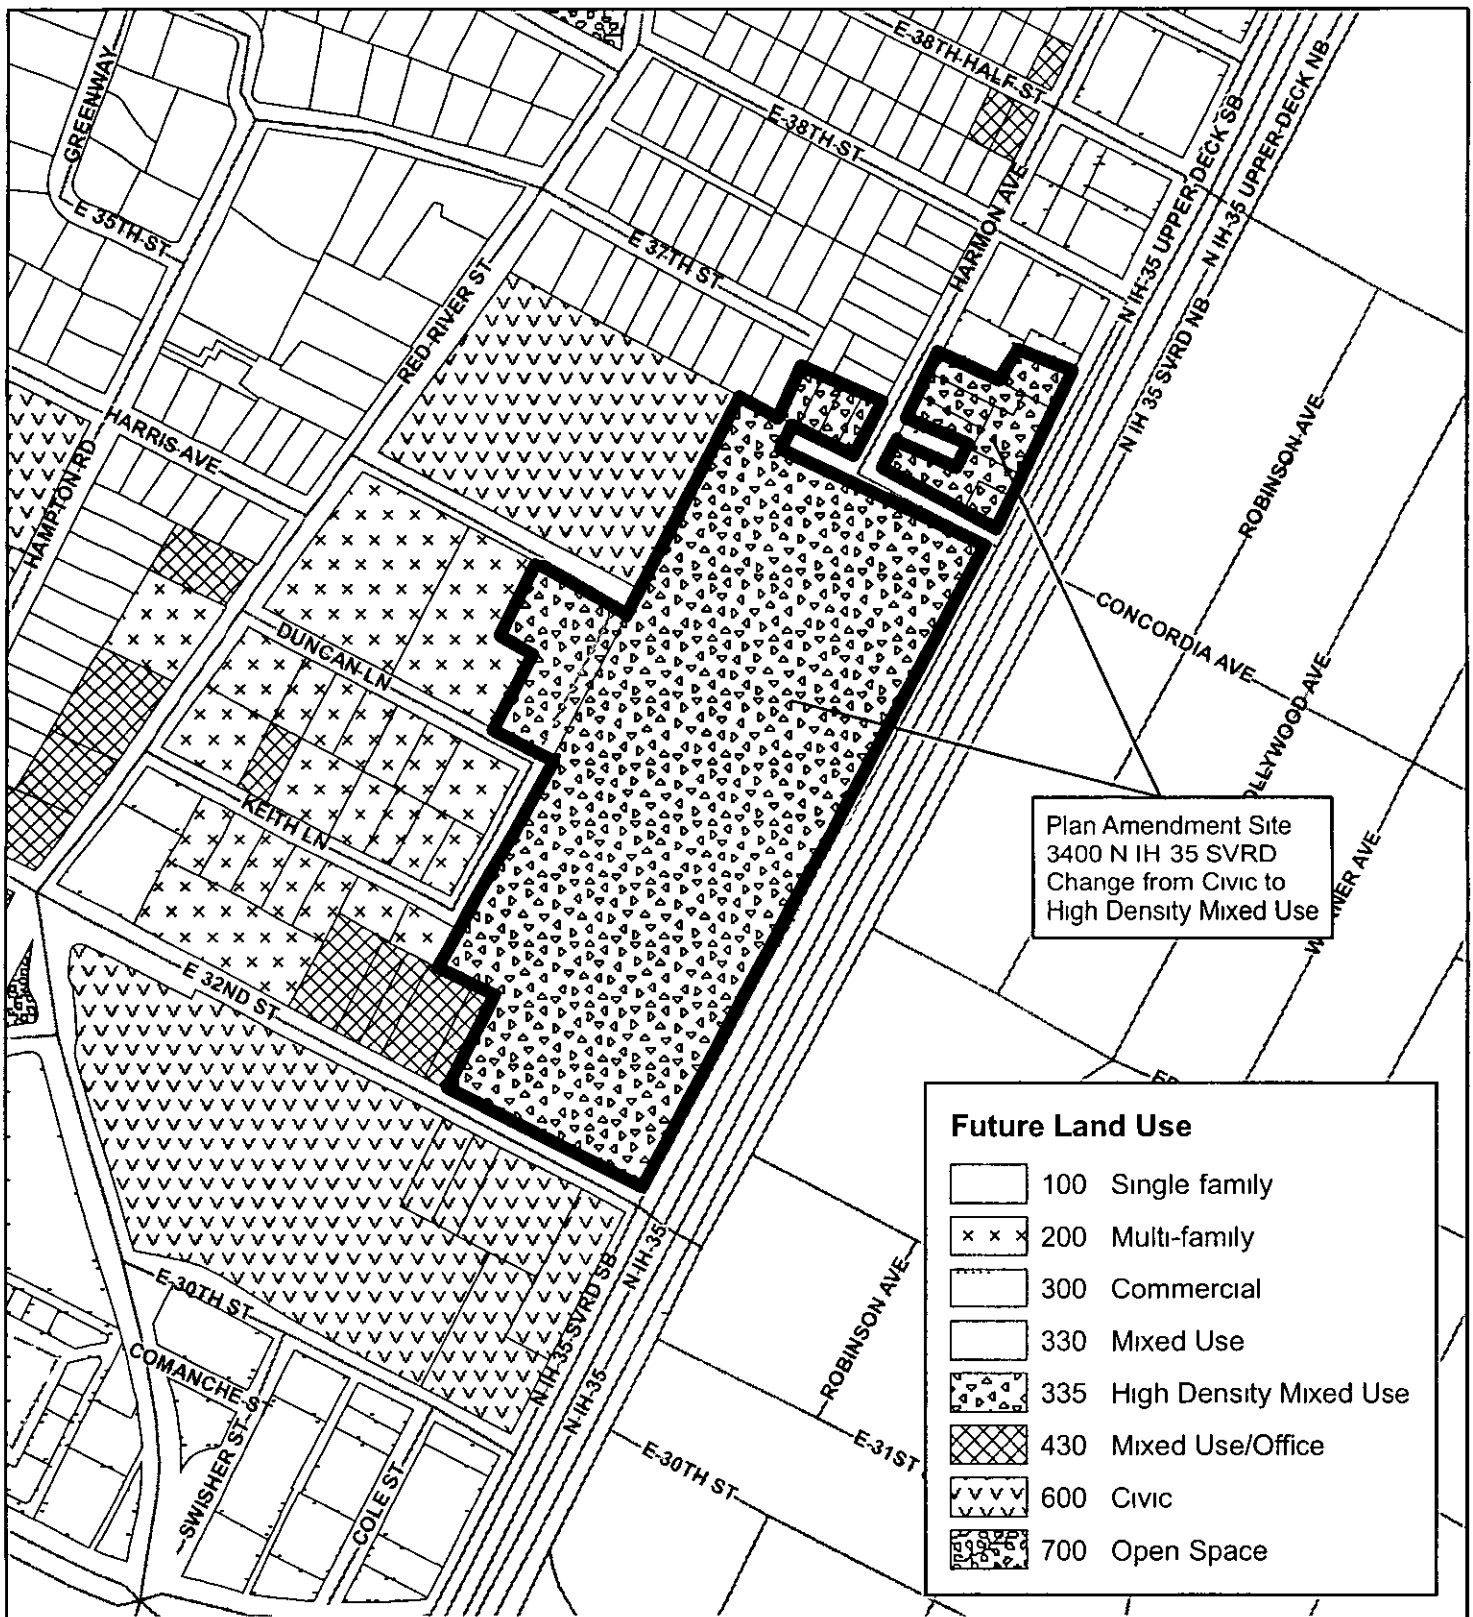 E 38TH HALF ST
GREENWAY
E 38TH ST
N IH-35 UPPER DECK SB
N IH-35 UPPER DECK NB
HARMON AVE
E 35TH ST
E 37TH ST
RED RIVER ST
N IH 35 SVRD NB
HARRIS AVE
HAMPTON RD
ROBINSON AVE
CONCORDIA AVE
DUNCAN LN
OLLYWOOD AVE
KEITH LN
Plan Amendment Site
3400 N IH 35 SVRD
Change from Civic to
High Density Mixed Use
NER AVE
E 32ND ST
Future Land Use
100 Single family
200 Multi-family
300 Commercial
330 Mixed Use
335 High Density Mixed Use
430 Mixed Use/Office
600 Civic
700 Open Space
N-IH-35
N-IH-35-SVRD SB
N-IH-35
E-30TH ST
COMANCHE S
SWISHER ST
COLE ST
ROBINSON AVE
E-31ST
E-30TH ST